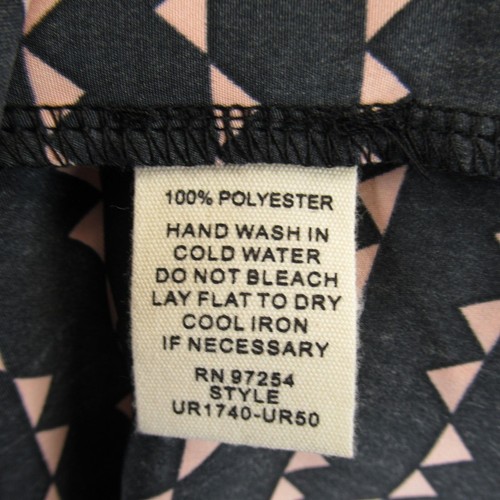 100% POLYESTER
HAND WASH IN
COLD WATER
DO NOT BLEACH
LAY FLAT TO DRY
COOL IRON
IF NECESSARY
RN 97254
STYLE
UR1740-UR50